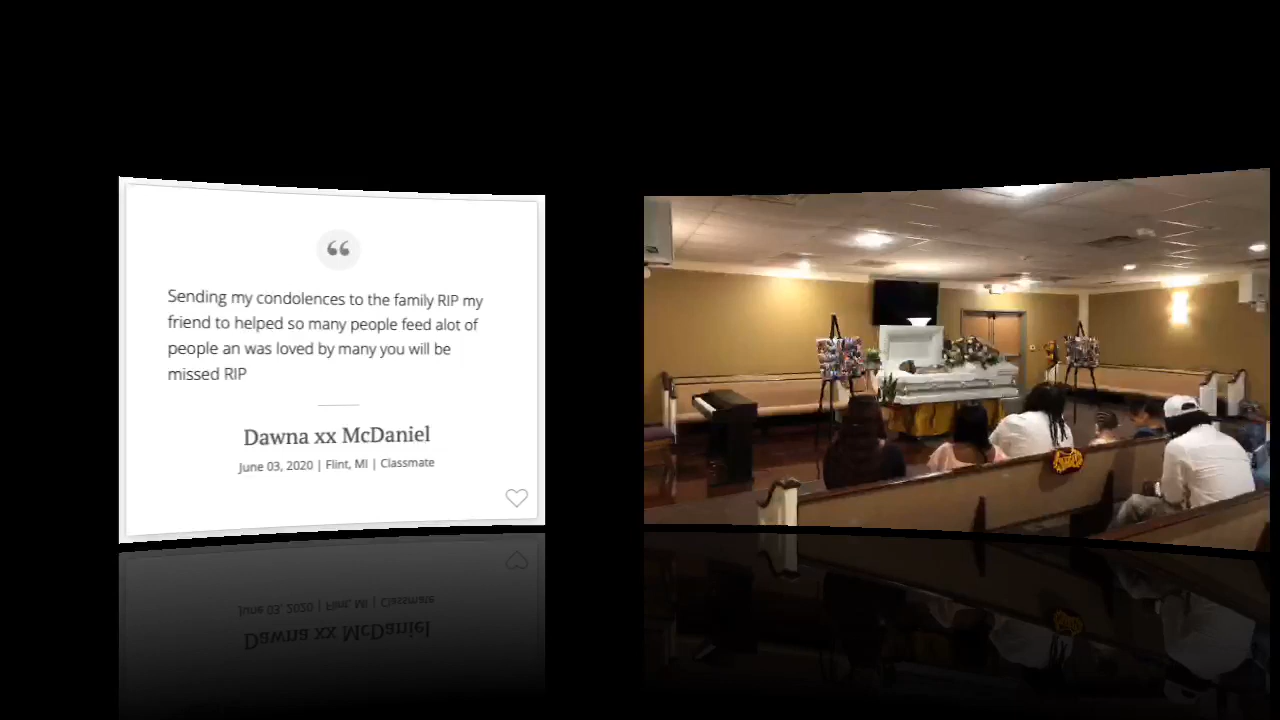 “
Sending my condolences to the family RIP my
friend to helped so many people feed alot of
people an was loved by many you will be
missed RIP
Dawna xx McDaniel
June 03, 2020 | Flint, MI | Classmate